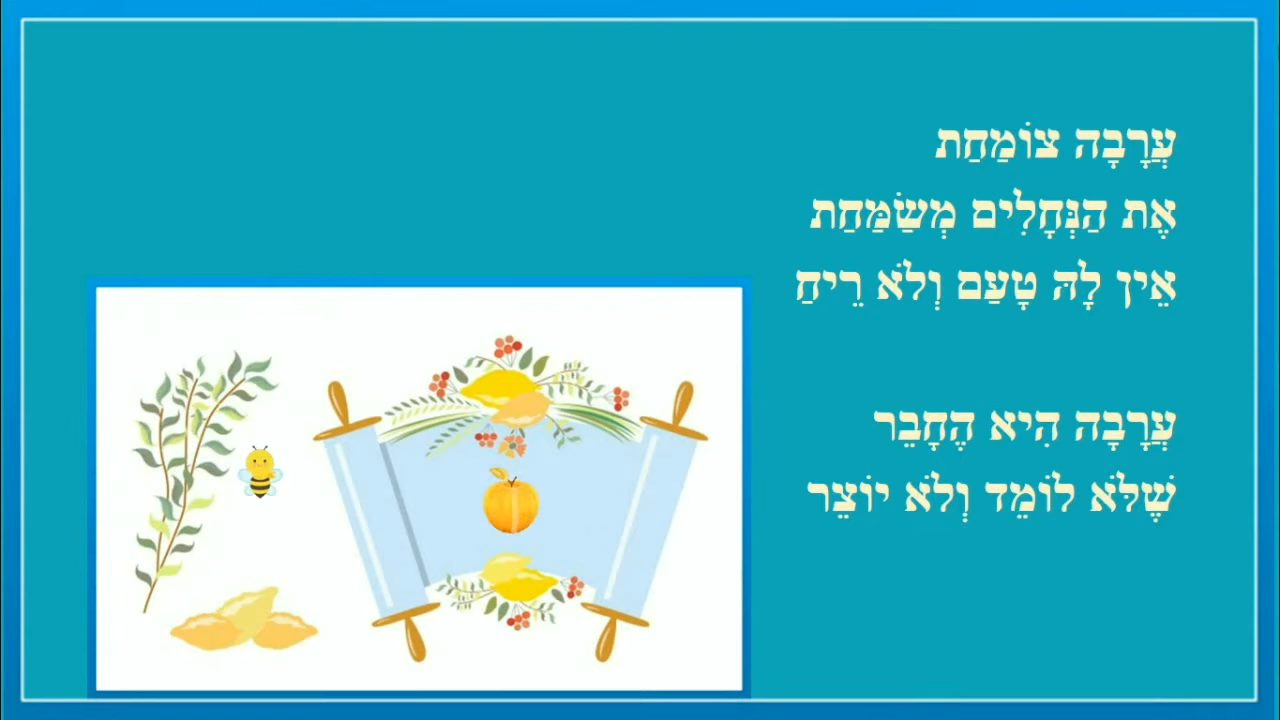 עֲרָבָה צוֹמַחַת
אֶת הַנְּחָלִים מְשַׂמַּחַת
אֵין לָהּ טָעַם וְלֹא רֵיחַ
עֲרָבָה הִיא הֶחָבֵר
שֶׁלֹּא לוֹמֵד וְלֹא יוֹצֵר